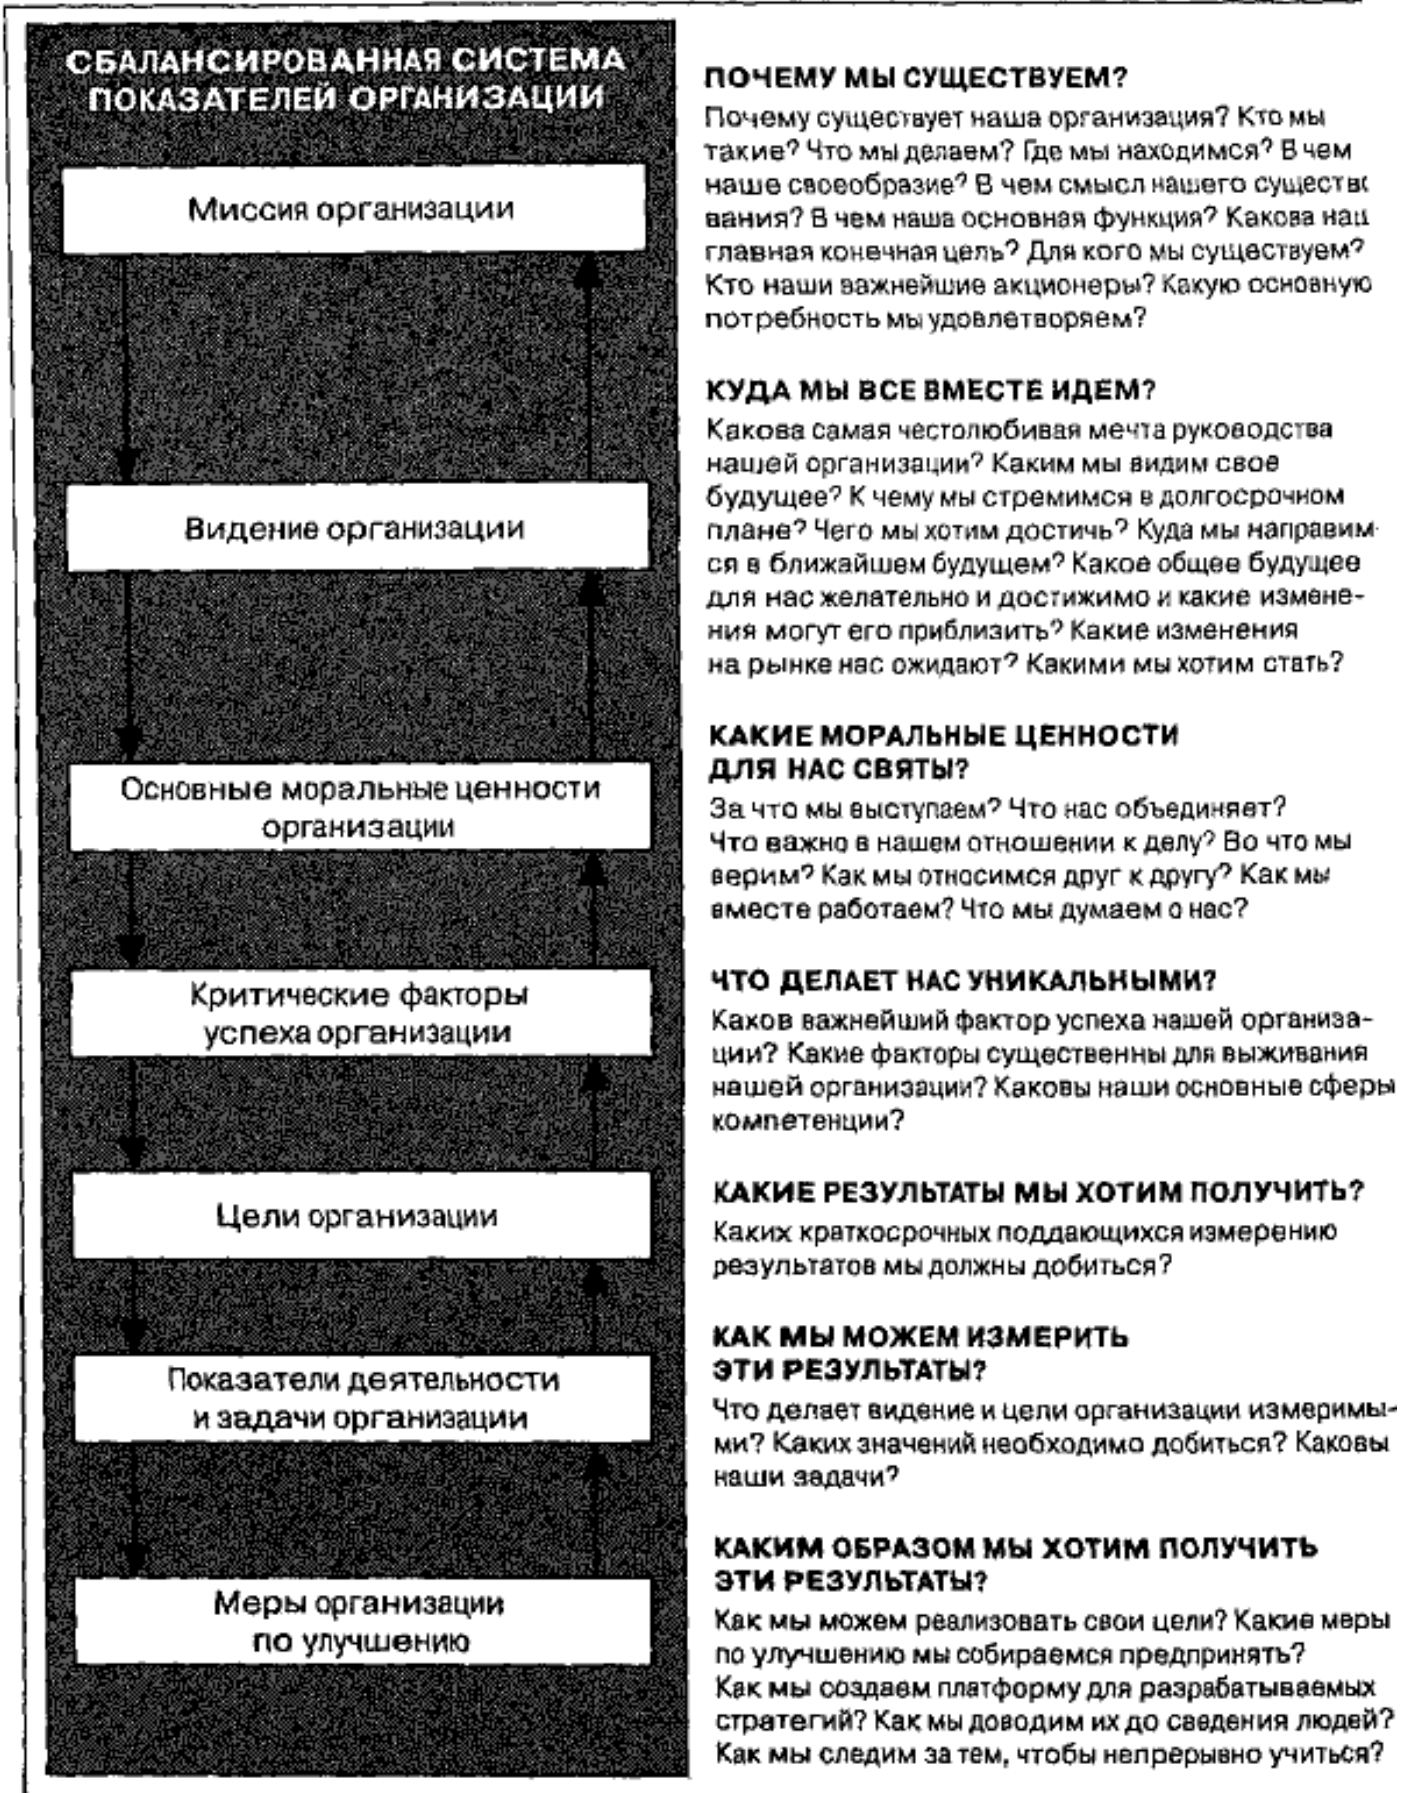 СБАЛАНСИРОВАННАЯ СИСТЕМА
ПОКАЗАТЕЛЕЙ ОРГАНИЗАЦИИ
Миссия организации
Видение организации
Основные моральные ценности
организации
Критические факторы
успеха организации
Цели организации
Показатели деятельности
и задачи организации
Меры организации
по улучшению
ПОЧЕМУ МЫ СУЩЕСТВУЕМ?
Почему существует наша организация? Кто мы
такие? Что мы делаем? Где мы находимся? В чем
наше своеобразие? В чем смысл нашего существо
вания? В чем наша основная функция? Какова наш
главная конечная цель? Для кого мы существуем?
Кто наши важнейшие акционеры? Какую основную
потребность мы удовлетворяем?
КУДА МЫ ВСЕ ВМЕСТЕ ИДЕМ?
Какова самая честолюбивая мечта руководства
нашей организации? Каким мы видим свое
будущее? К чему мы стремимся в долгосрочном
плане? Чего мы хотим достичь? Куда мы направим-
ся в ближайшем будущем? Какое общее будущее
для нас желательно и достижимо и какие измене-
ния могут его приблизить? Какие изменения
на рынке нас ожидают? Какими мы хотим стать?
КАКИЕ МОРАЛЬНЫЕ ЦЕННОСТИ
ДЛЯ НАС СВЯТЫ?
За что мы выступаем? Что нас объединяет?
Что важно в нашем отношении к делу? Во что мы
верим? Как мы относимся друг к другу? Как мы
вместе работаем? Что мы думаем о нас?
ЧТО ДЕЛАЕТ НАС УНИКАЛЬНЫМИ?
Каков важнейший фактор успеха нашей организа-
ции? Какие факторы существенны для выживания
нашей организации? Каковы наши основные сферы
компетенции?
КАКИЕ РЕЗУЛЬТАТЫ МЫ ХОТИМ ПОЛУЧИТЬ?
Каких краткосрочных поддающихся измерению
результатов мы должны добиться?
КАК МЫ МОЖЕМ ИЗМЕРИТЬ
ЭТИ РЕЗУЛЬТАТЫ?
Что делает видение и цели организации измеримы-
ми? Каких значений необходимо добиться? Каковы
наши задачи?
КАКИМ ОБРАЗОМ МЫ ХОТИМ ПОЛУЧИТЬ
ЭТИ РЕЗУЛЬТАТЫ?
Как мы можем реализовать свои цели? Какие меры
по улучшению мы собираемся предпринять?
Как мы создаем платформу для разрабатываемых
стратегий? Как мы доводим их до сведения людей?
Как мы следим за тем, чтобы непрерывно учиться?